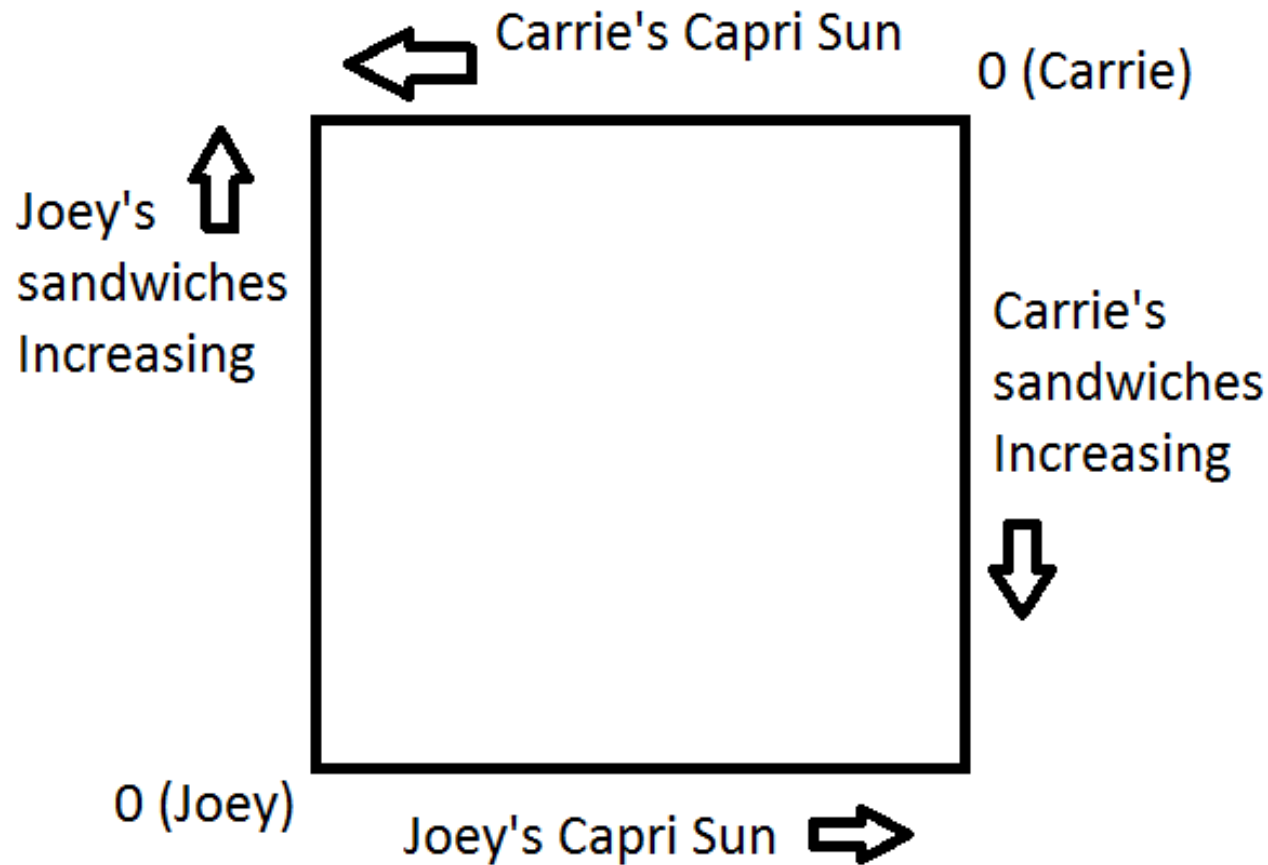 Carrie's Capri Sun
0 (Carrie)
Joey's
sandwiches
Increasing
Carrie's
sandwiches
Increasing
0 (Joey)
Joey's Capri Sun